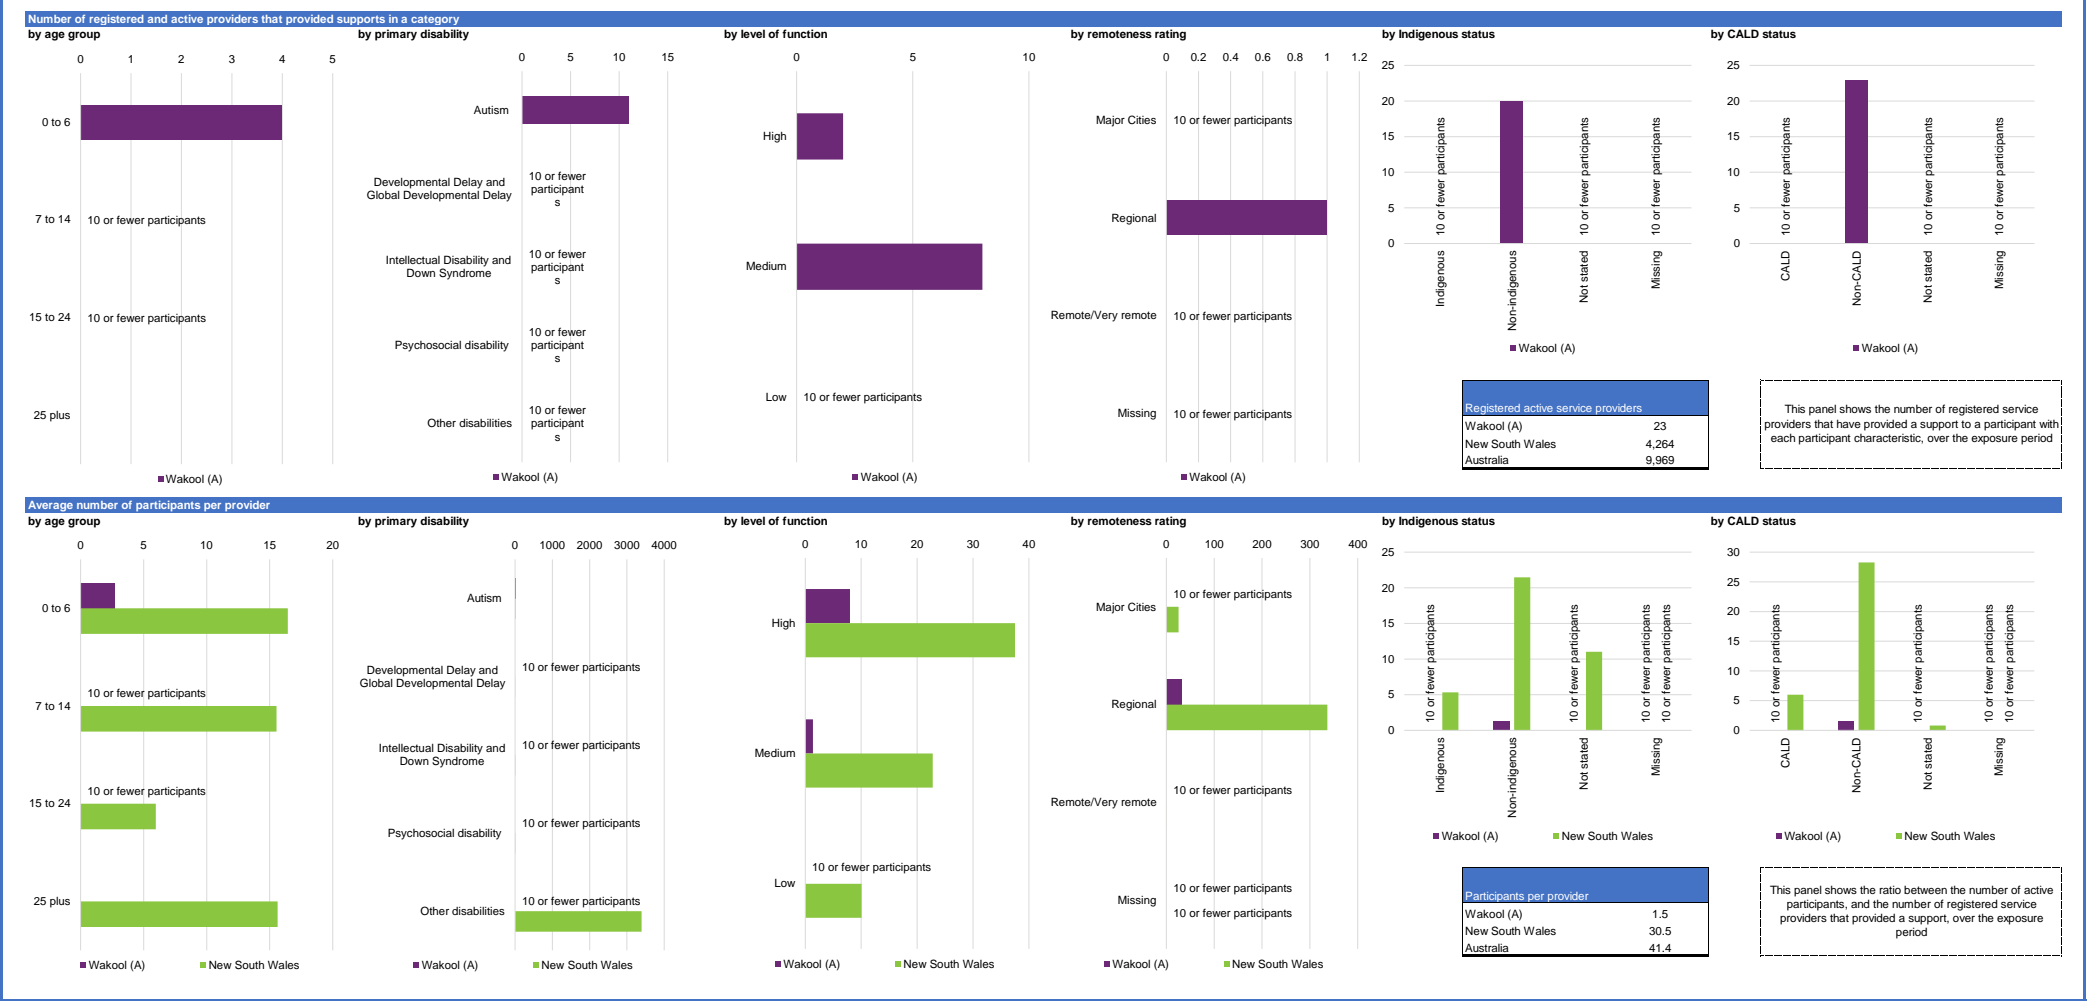 Number of registered and active providers that provided supports in a category
by age group
0 1 2 3 4 5
0 to 6
7 to 14
10 or fewer participants
15 to 24
10 or fewer participants
25 plus
Wakool (A)
by primary disability
0 5 10 15
Autism
Developmental Delay and
Global Developmental Delay
10 or fewer
participant
s
Intellectual Disability and
Down Syndrome
10 or fewer
participant
s
Psychosocial disability
10 or fewer
participant
s
Other disabilities
10 or fewer
participant
s
Wakool (A)
by level of function
0 5 10
High
Medium
Low
10 or fewer participants
Wakool (A)
by remoteness rating
0 0.2 0.4 0.6 0.8 1 1.2
Major Cities
10 or fewer participants
Regional
Remote/Very remote
10 or fewer participants
Missing
10 or fewer participants
Wakool (A)
by Indigenous status
25
20
15
10
5
0
10 or fewer participants
10 or fewer participants
10 or fewer participants
Indigenous
Non-indigenous
Not stated
Missing
Wakool (A)
by CALD status
25
20
15
10
5
0
10 or fewer participants
10 or fewer participants
10 or fewer participants
CALD
Non-CALD
Not stated
Missing
Wakool (A)
Registered active service providers
Wakool (A) 23
New South Wales 4,264
Australia 9,969
This panel shows the number of registered service
providers that have provided a support to a participant with
each participant characteristic, over the exposure period
Average number of participants per provider
by age group
0 5 10 15 20
0 to 6
10 or fewer participants
7 to 14
10 or fewer participants
15 to 24
25 plus
Wakool (A) New South Wales
by primary disability
0 1000 2000 3000 4000
Autism
Developmental Delay and
Global Developmental Delay
10 or fewer participants
Intellectual Disability and
Down Syndrome
10 or fewer participants
Psychosocial disability
10 or fewer participants
Other disabilities
10 or fewer participants
Wakool (A) New South Wales
by level of function
0 10 20 30 40
High
Medium
10 or fewer participants
Low
Wakool (A) New South Wales
by remoteness rating
0 100 200 300 400
10 or fewer participants
Major Cities
Regional
10 or fewer participants
Remote/Very remote
10 or fewer participants
Missing
10 or fewer participants
Wakool (A) New South Wales
by Indigenous status
25
20
15
10
5
0
10 or fewer participants
10 or fewer participants
10 or fewer participants
10 or fewer participants
Indigenous
Non-indigenous
Not stated
Missing
Wakool (A) New South Wales
by CALD status
30
25
20
15
10
5
0
10 or fewer participants
10 or fewer participants
10 or fewer participants
10 or fewer participants
CALD
Non-CALD
Not stated
Missing
Wakool (A) New South Wales
Participants per provider
Wakool (A) 1.5
New South Wales 30.5
Australia 41.4
This panel shows the ratio between the number of active
participants, and the number of registered service
providers that provided a support, over the exposure
period